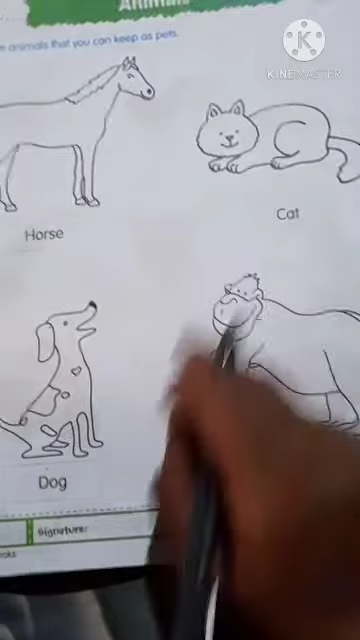 Animals
animals that you can keep as pets.
KINEMASTER
Horse
Cat
Dog
Signature: